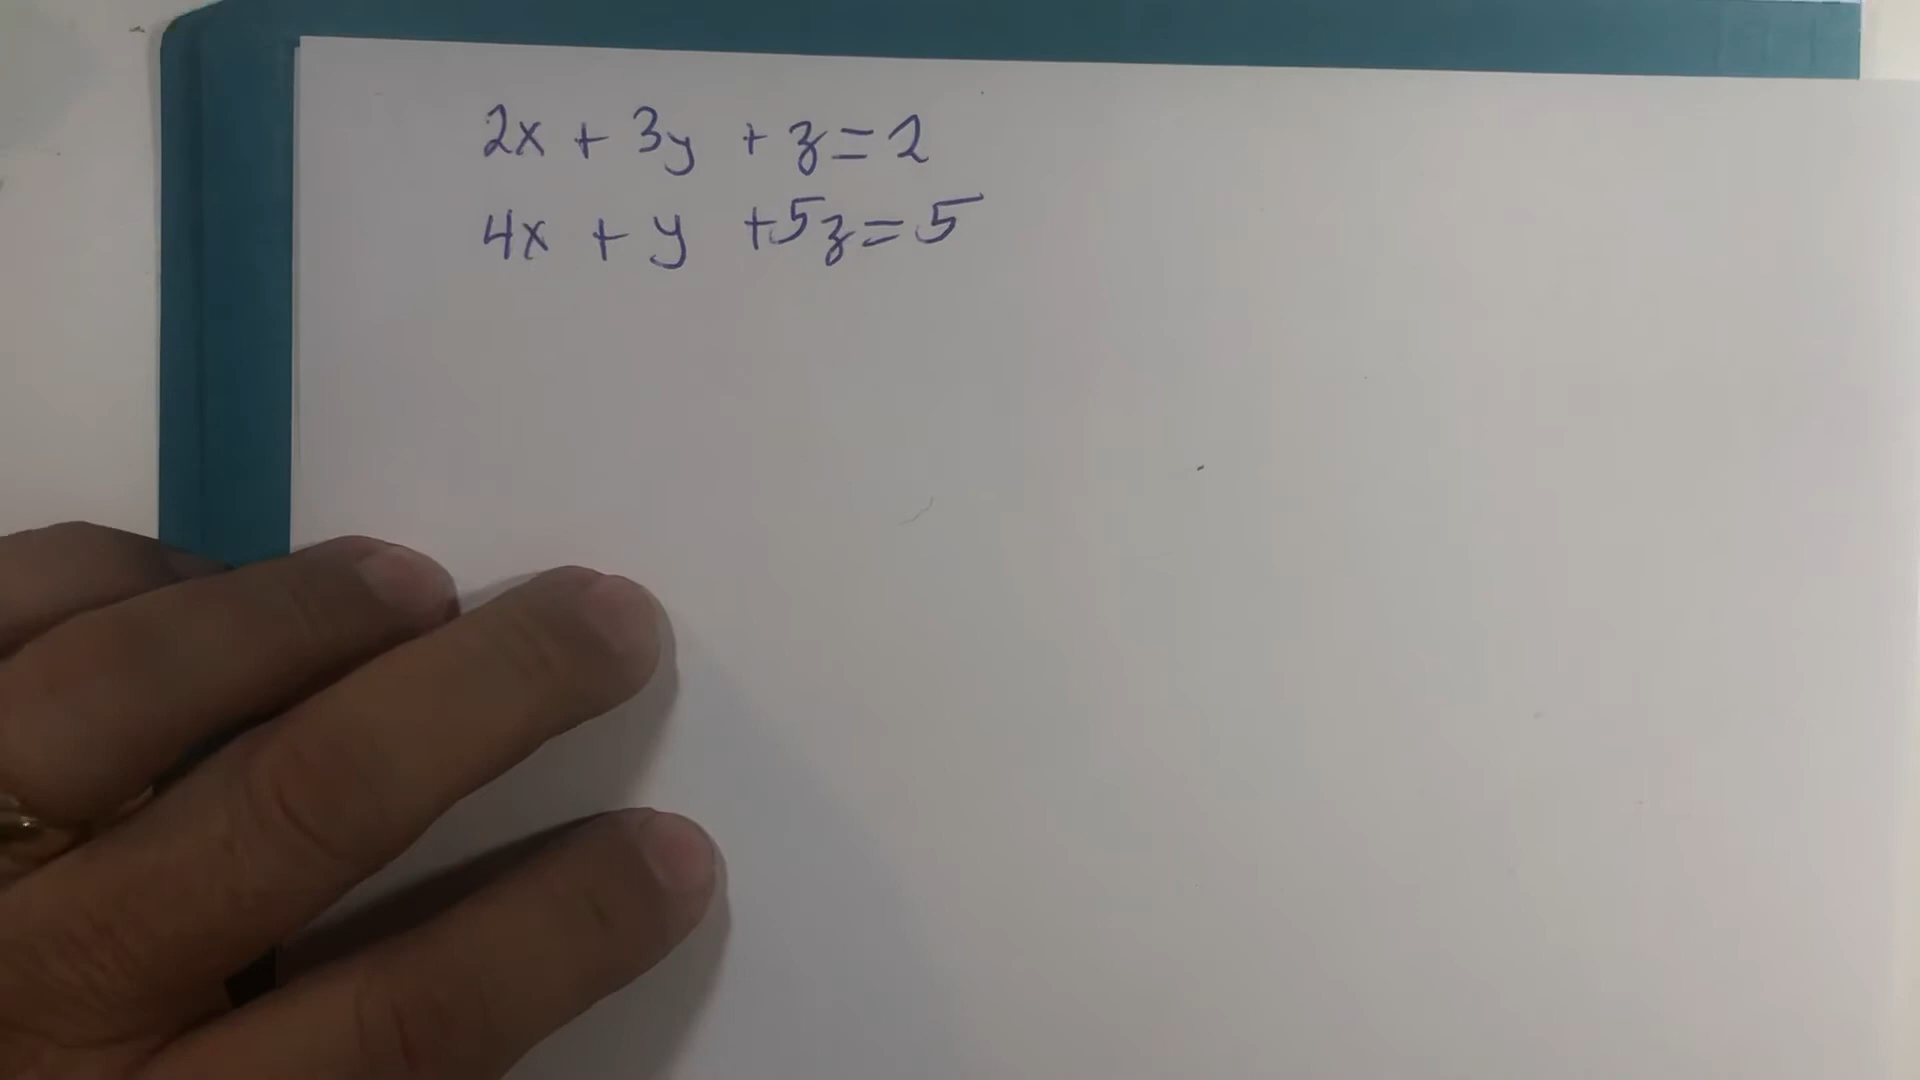 2x + 3y + z = 2
4x + y + 5z = 5